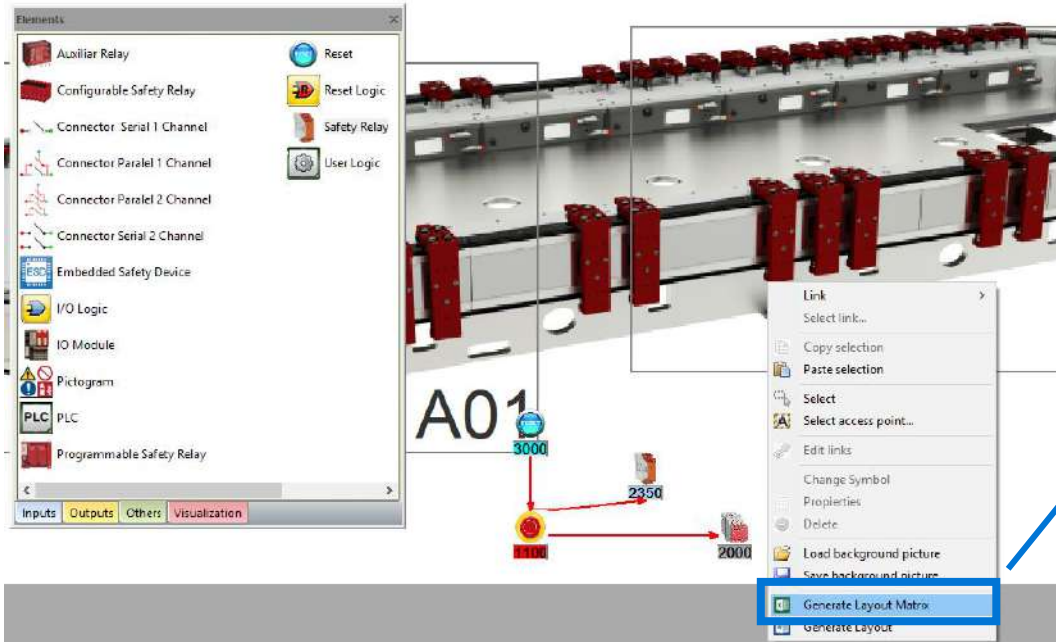 Elements
Auxiliar Relay
Configurable Safety Relay
Connector Serial 1 Channel
Connector Paralel 1 Channel
Connector Paralel 2 Channel
Connector Serial 2 Channel
ESD Embedded Safety Device
I/O Logic
IO Module
Pictogram
PLC PLC
Programmable Safety Relay
Reset
R Reset Logic
Safety Relay
User Logic
Inputs Outputs Others Visualization
A01
3000
2350
1100
2000
Link
Select link...
Copy selection
Paste selection
Select
A Select access point...
Edit links
Change Symbol
Propierties
Delete
Load background picture
Save background picture
Generate Layout Matrix
Generate Layout